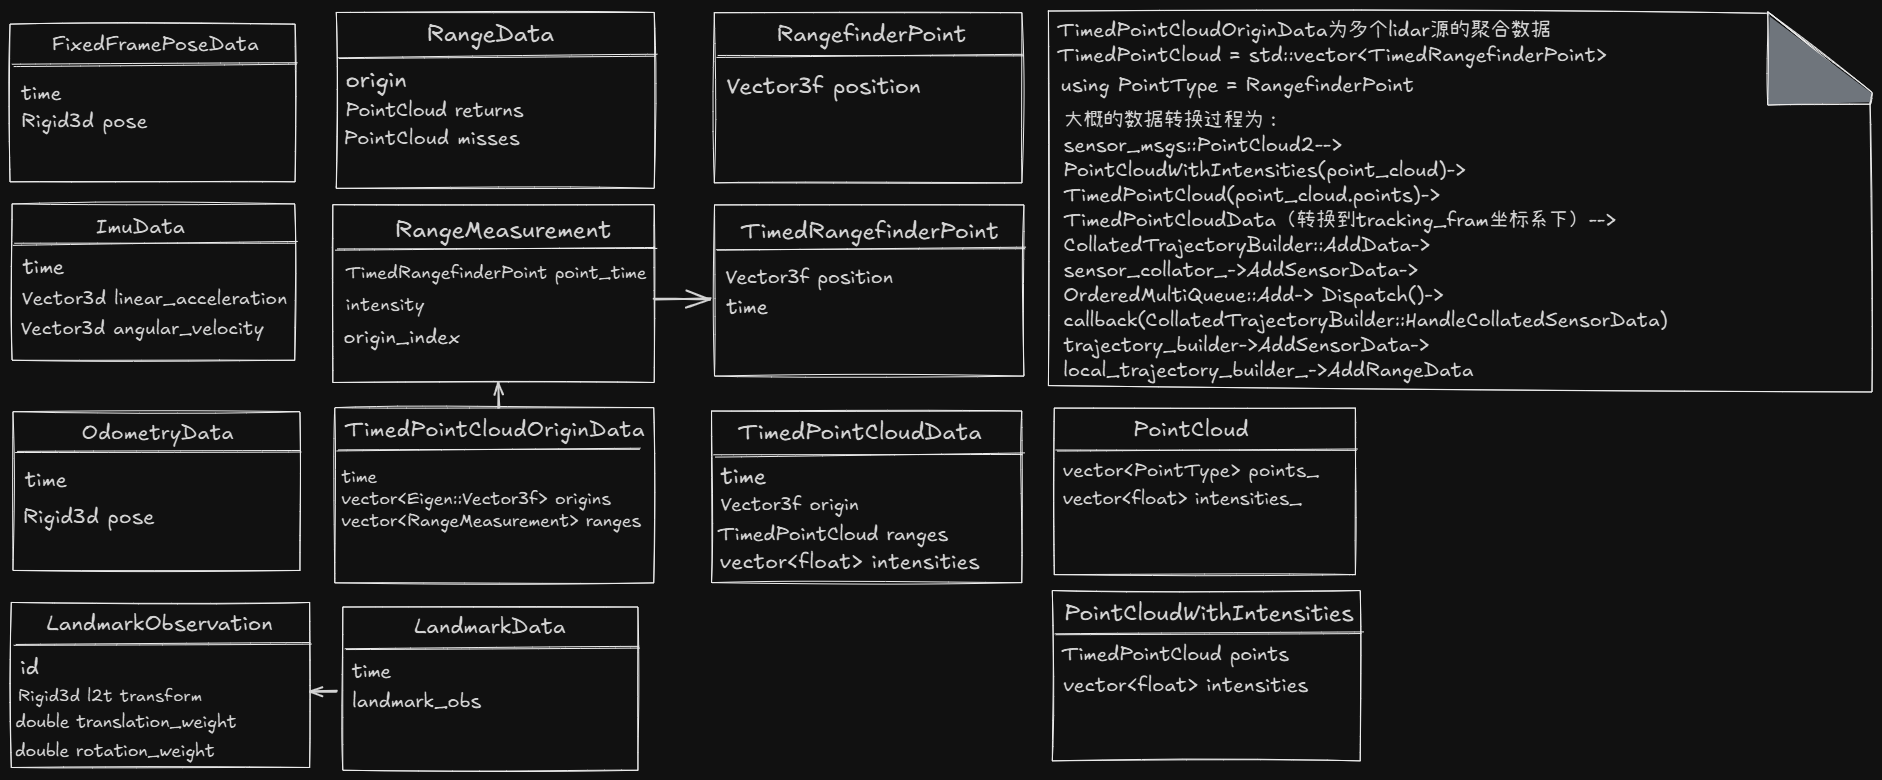 FixedFramePoseData
time
Rigid3d pose
RangeData
origin
PointCloud returns
PointCloud misses
RangefinderPoint
Vector3f position
TimedPointCloudOriginData为多个lidar源的聚合数据
TimedPointCloud = std::vector<TimedRangefinderPoint>
using PointType = RangefinderPoint
大概的数据转换过程为：
sensor_msgs::PointCloud2-->
PointCloudWithIntensities(point_cloud)->
TimedPointCloud(point_cloud.points)->
TimedPointCloudData（转换到tracking_fram坐标系下）-->
CollatedTrajectoryBuilder::AddData->
sensor_collator_->AddSensorData->
OrderedMultiQueue::Add-> Dispatch()->
callback(CollatedTrajectoryBuilder::HandleCollatedSensorData)
trajectory_builder->AddSensorData->
local_trajectory_builder_->AddRangeData
ImuData
time
Vector3d linear_acceleration
Vector3d angular_velocity
RangeMeasurement
TimedRangefinderPoint point_time
intensity
origin_index
TimedRangefinderPoint
Vector3f position
time
OdometryData
time
Rigid3d pose
TimedPointCloudOriginData
time
vector<Eigen::Vector3f> origins
vector<RangeMeasurement> ranges
TimedPointCloudData
time
Vector3f origin
TimedPointCloud ranges
vector<float> intensities
PointCloud
vector<PointType> points_
vector<float> intensities_
LandmarkObservation
id
Rigid3d l2t transform
double translation_weight
double rotation_weight
LandmarkData
time
landmark_obs
PointCloudWithIntensities
TimedPointCloud points
vector<float> intensities